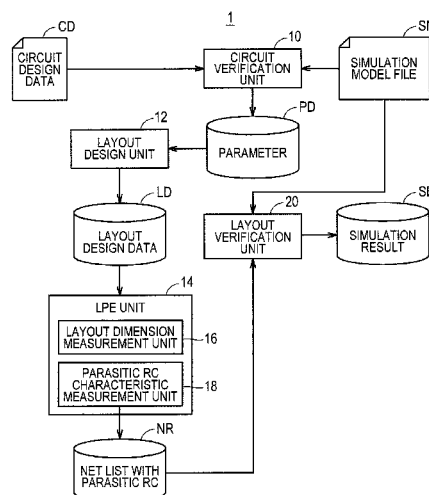 1
CD
CIRCUIT
DESIGN
DATA
10
CIRCUIT
VERIFICATION
UNIT
SIMULATION
MODEL FILE
12
LAYOUT
DESIGN UNIT
PD
PARAMETER
LD
LAYOUT
DESIGN DATA
20
LAYOUT
VERIFICATION
UNIT
SIMULATION
RESULT
14
LPE UNIT
LAYOUT DIMENSION
MEASUREMENT UNIT
16
PARASITIC RC
CHARACTERISTIC
MEASUREMENT UNIT
18
NR
NET LIST WITH
PARASITIC RC